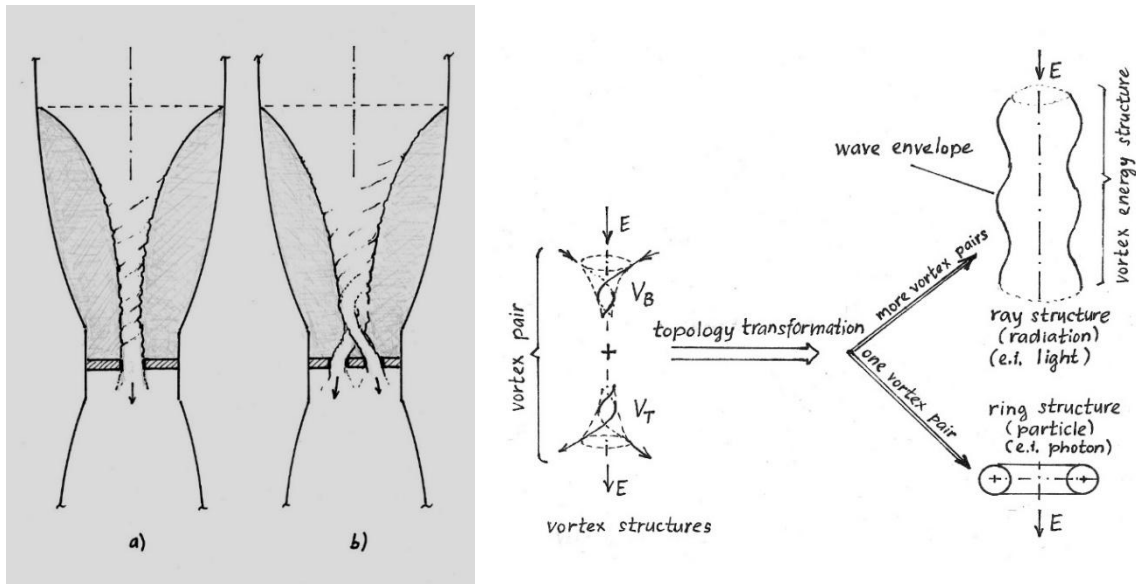 a)
b)
E
V_B
+
V_T
E
vortex pair
vortex structures
topology transformation
more vortex pairs
one vortex pair
E
wave envelope
vortex energy structure
ray structure
(radiation)
(e.i. light)
ring structure
(particle)
(e.i. photon)
+ +
E